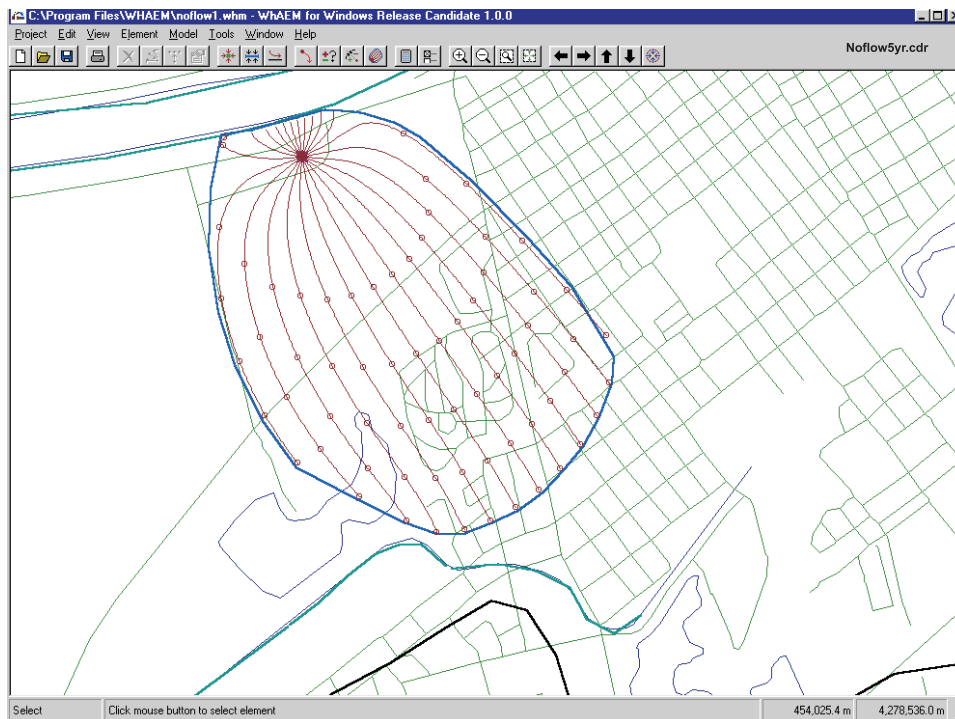 C:\Program Files\WHAEM\noflow1.whm - WhAEM for Windows Release Candidate 1.0.0
Project Edit View Element Model Tools Window Help
Noflow5yr.cdr
Select Click mouse button to select element 454,025.4 m 4,278,536.0 m